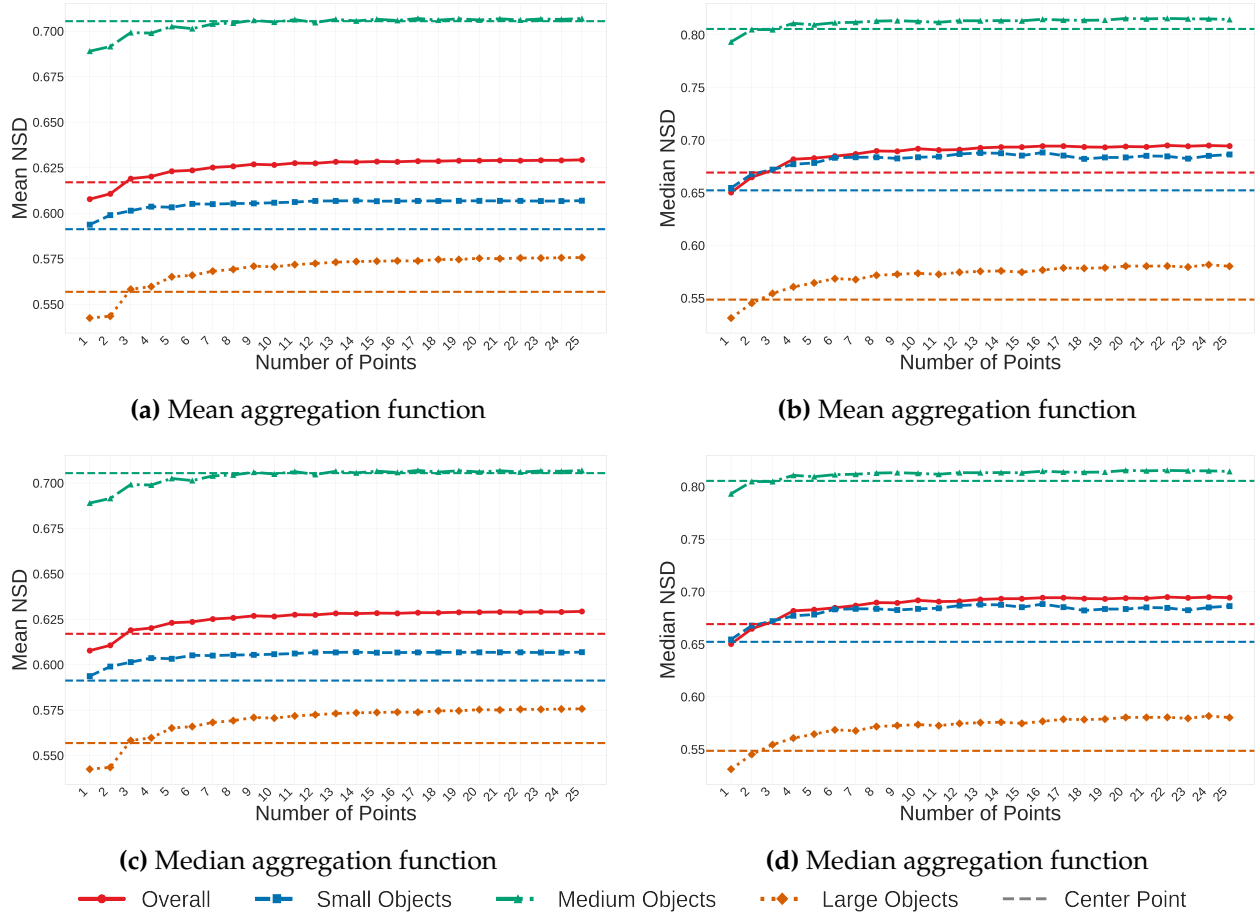 0.700
0.675
0.650
0.625
0.600
0.575
0.550
Mean NSD
1 2 3 4 5 6 7 8 9 10 11 12 13 14 15 16 17 18 19 20 21 22 23 24 25
Number of Points
(a) Mean aggregation function
0.80
0.75
0.70
0.65
0.60
0.55
Median NSD
1 2 3 4 5 6 7 8 9 10 11 12 13 14 15 16 17 18 19 20 21 22 23 24 25
Number of Points
(b) Mean aggregation function
0.700
0.675
0.650
0.625
0.600
0.575
0.550
Mean NSD
1 2 3 4 5 6 7 8 9 10 11 12 13 14 15 16 17 18 19 20 21 22 23 24 25
Number of Points
(c) Median aggregation function
0.80
0.75
0.70
0.65
0.60
0.55
Median NSD
1 2 3 4 5 6 7 8 9 10 11 12 13 14 15 16 17 18 19 20 21 22 23 24 25
Number of Points
(d) Median aggregation function
Overall Small Objects Medium Objects Large Objects Center Point